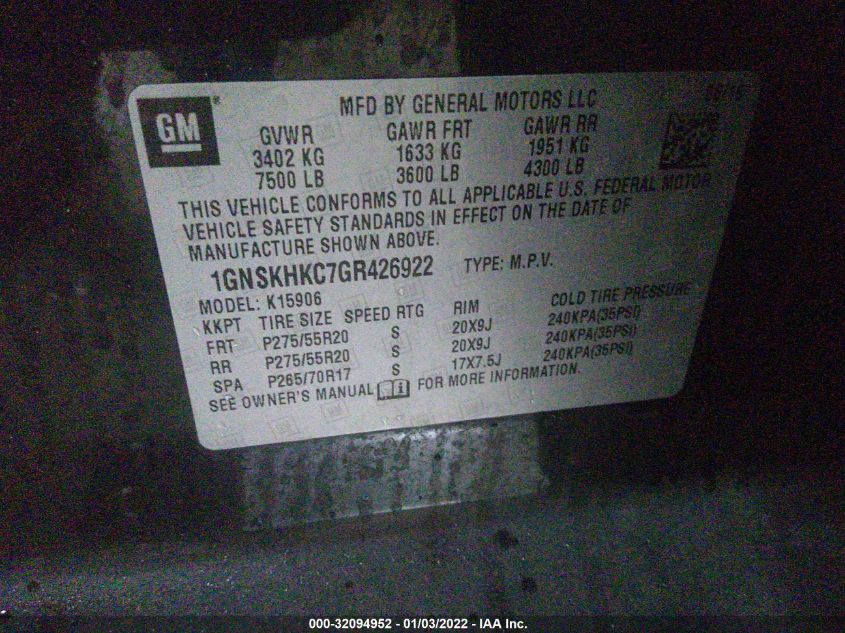 GM
MFD BY GENERAL MOTORS LLC
GVWR GAWR FRT GAWR RR
3402 KG 1633 KG 1951 KG
7500 LB 3600 LB 4300 LB
THIS VEHICLE CONFORMS TO ALL APPLICABLE U.S. FEDERAL MOTOR
VEHICLE SAFETY STANDARDS IN EFFECT ON THE DATE OF
MANUFACTURE SHOWN ABOVE.
1GNSKHKC7GR426922 TYPE: M.P.V.
MODEL: K15906
KKPT TIRE SIZE SPEED RTG RIM COLD TIRE PRESSURE
FRT P275/55R20 S 20X9J 240KPA(35PSI)
RR P275/55R20 S 20X9J 240KPA(35PSI)
SPA P265/70R17 S 17X7.5J 240KPA(35PSI)
SEE OWNER'S MANUAL FOR MORE INFORMATION.
000-32094952 - 01/03/2022 - IAA Inc.